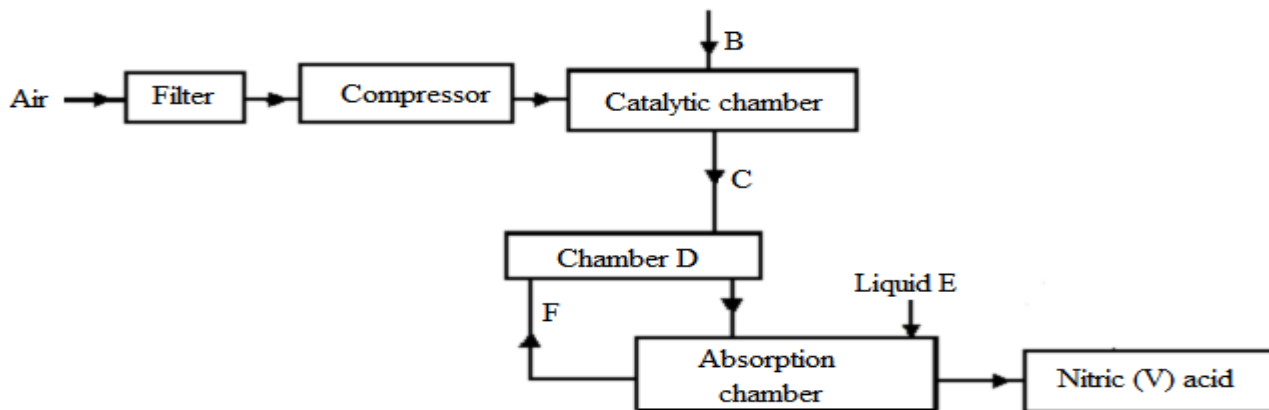 B
Air
Filter
Compressor
Catalytic chamber
C
Chamber D
Liquid E
F
Absorption
chamber
Nitric (V) acid